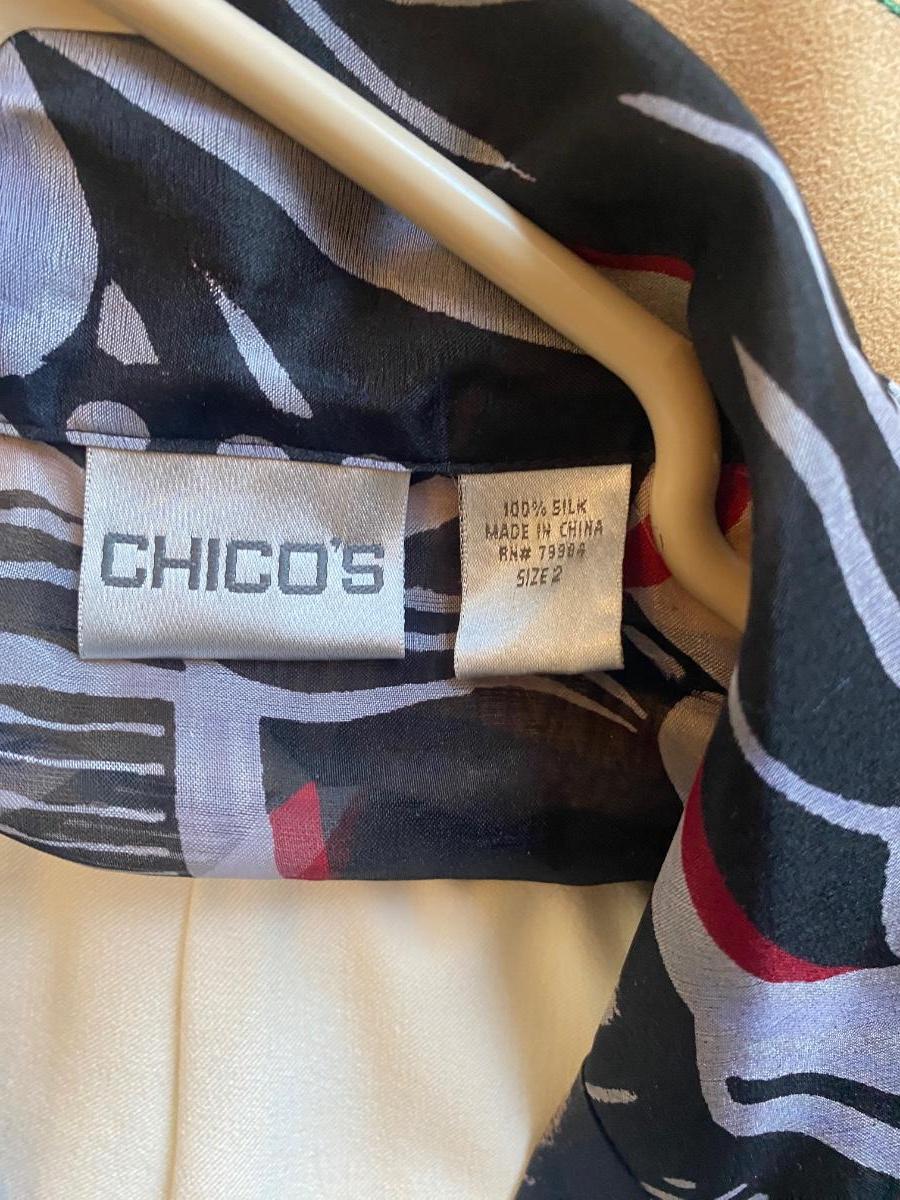 CHICO'S
100% SILK
MADE IN CHINA
RN# 79984
SIZE 2